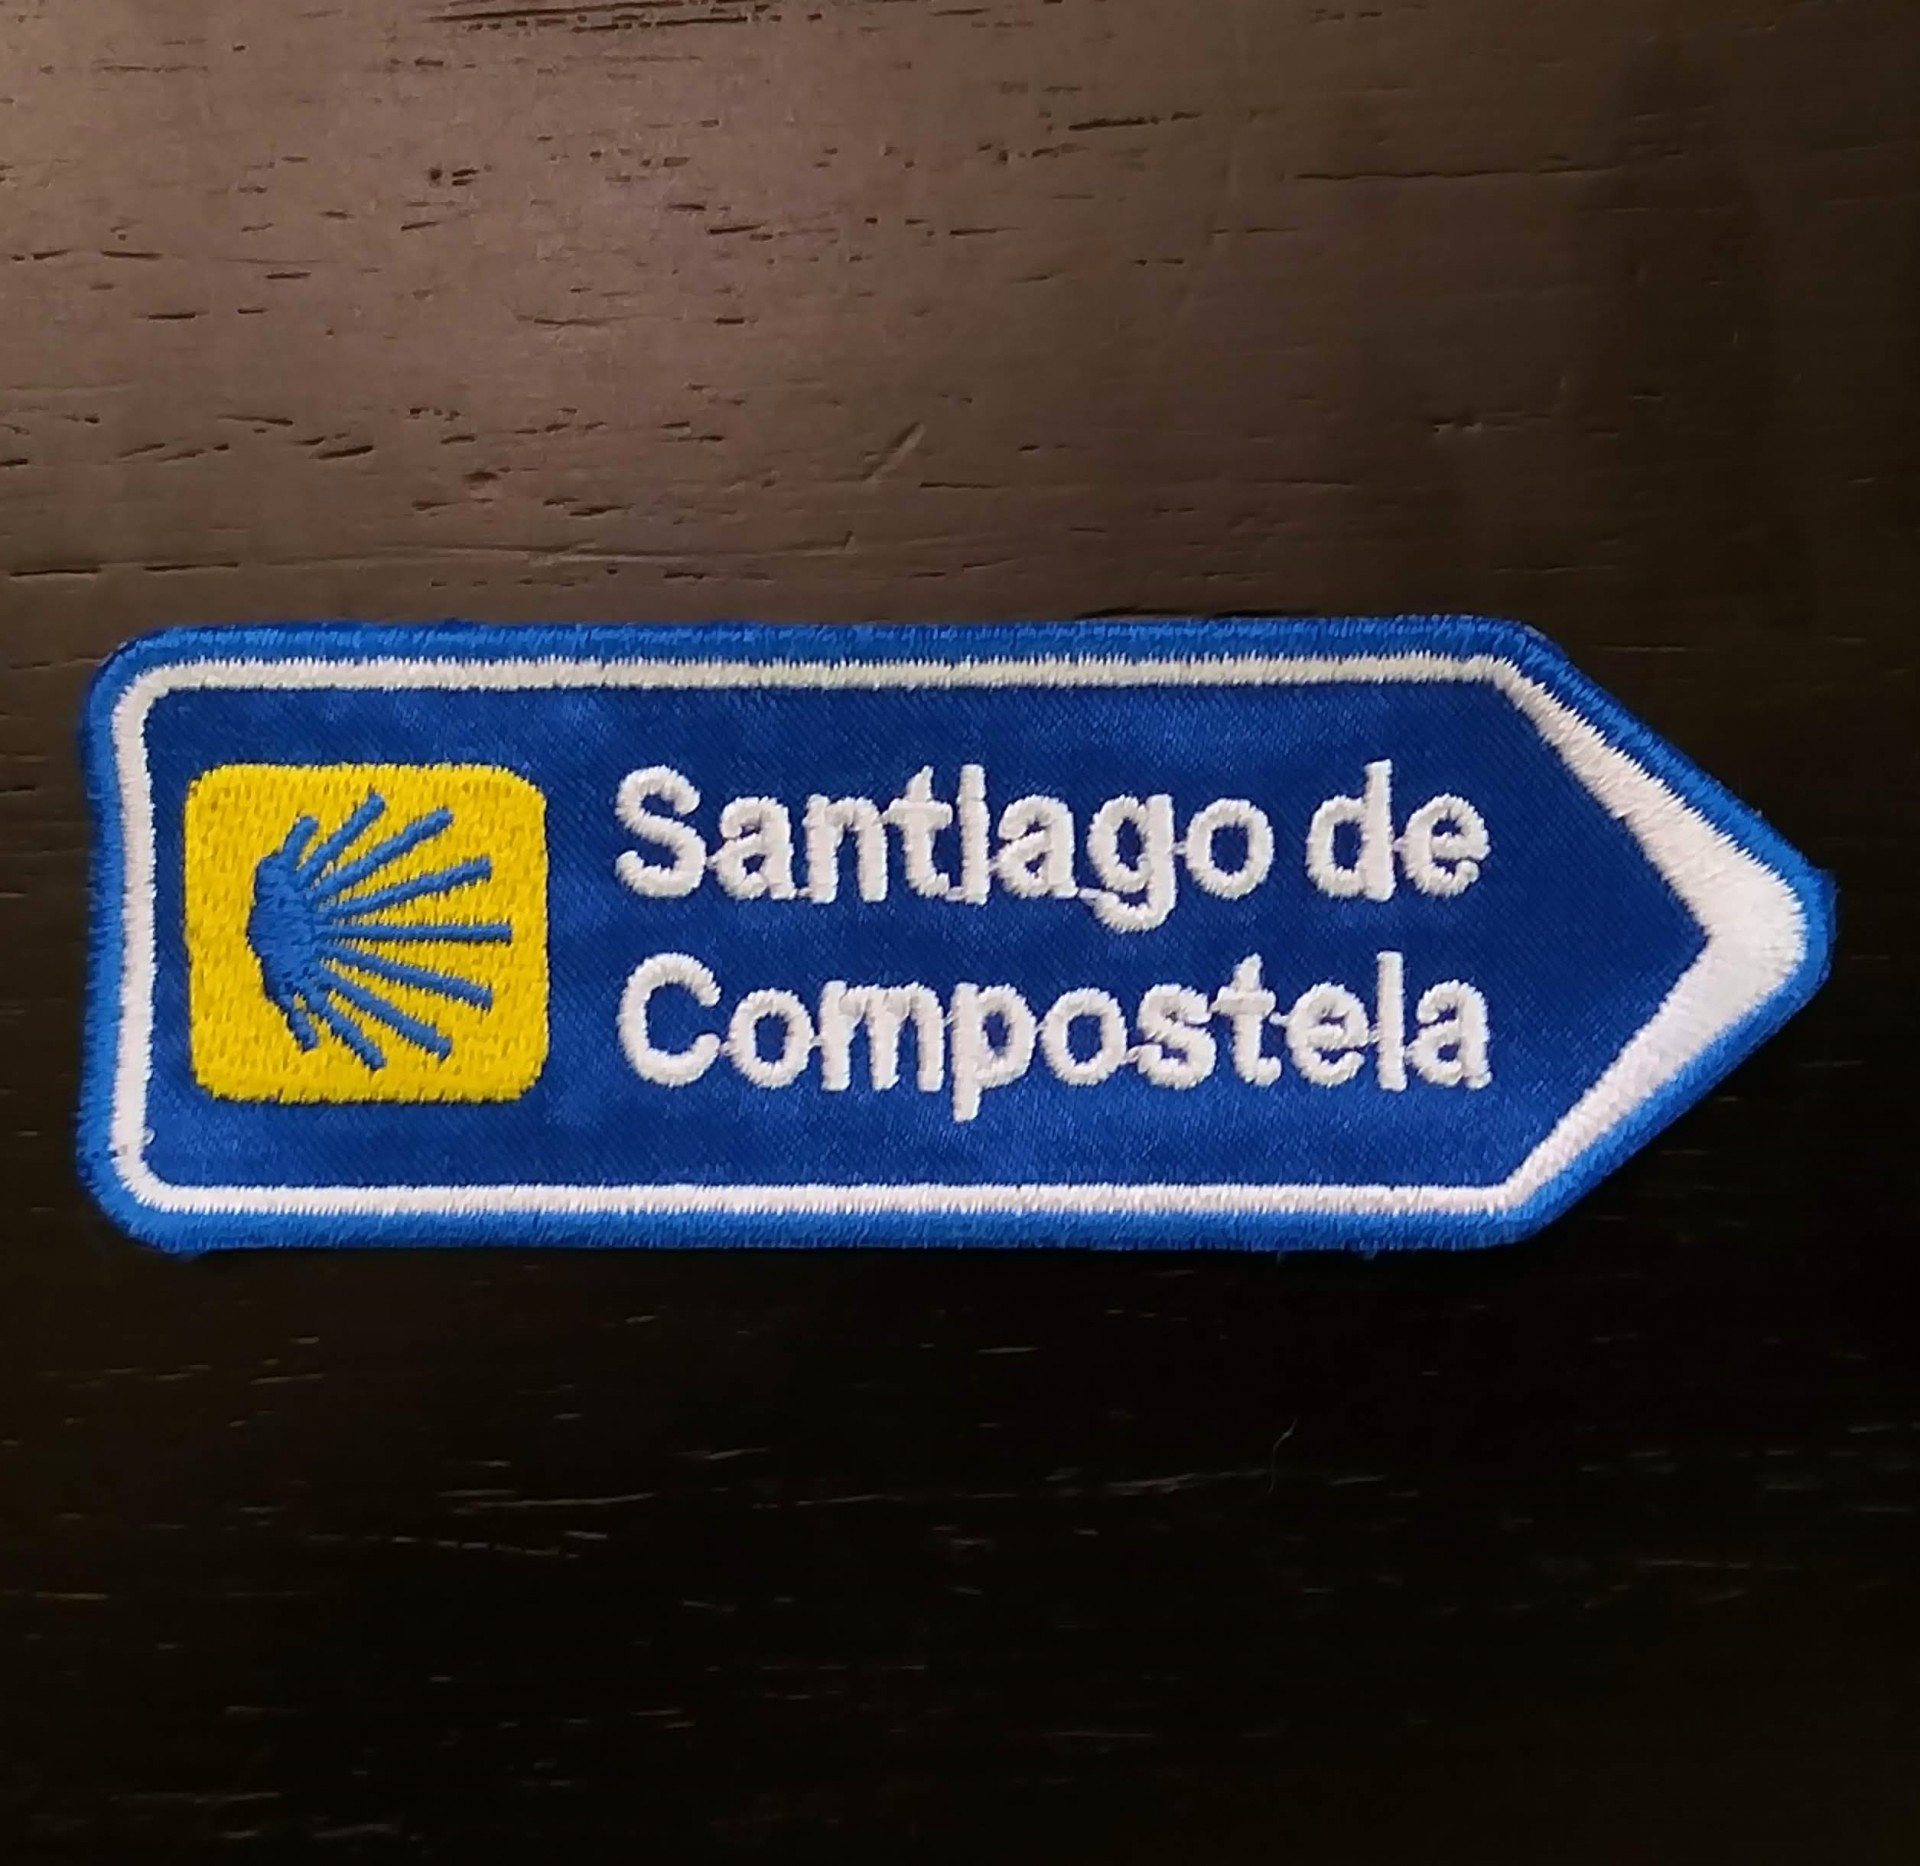 Santiago de
Compostela